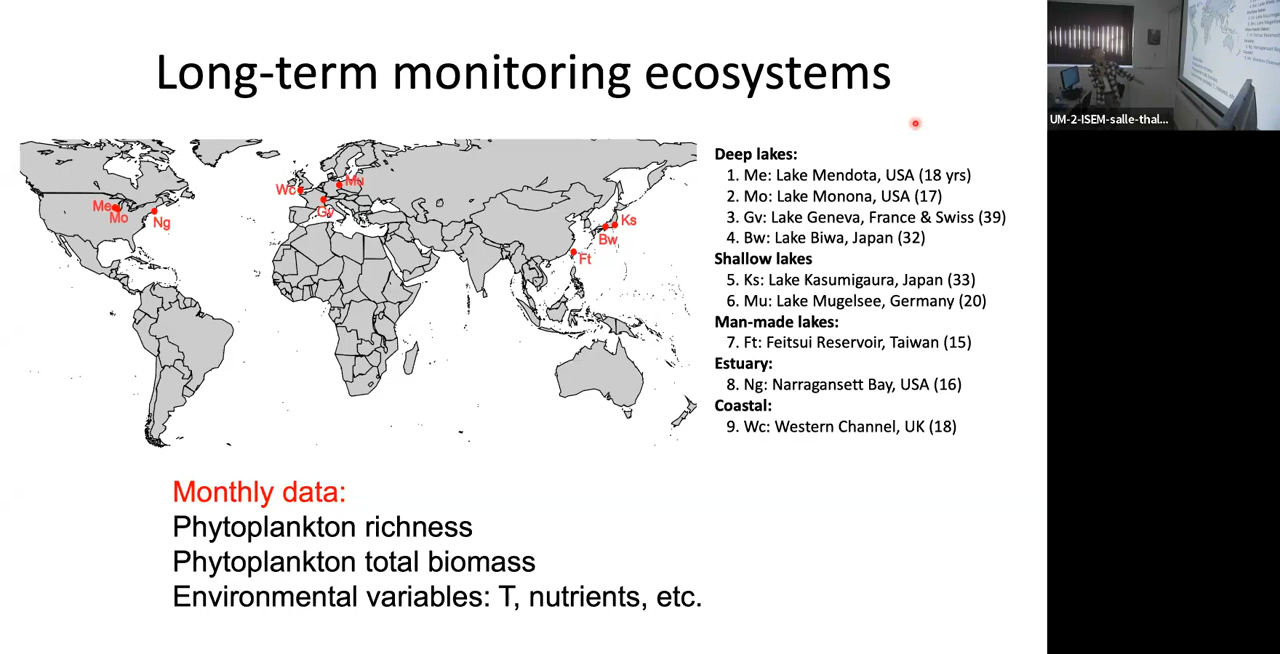 Long-term monitoring ecosystems
UM-2-ISEM-salle-thal...
Me
Mo
Ng
Wc
Mu
Gv
Ks
Bw
Ft
Deep lakes:
1. Me: Lake Mendota, USA (18 yrs)
2. Mo: Lake Monona, USA (17)
3. Gv: Lake Geneva, France & Swiss (39)
4. Bw: Lake Biwa, Japan (32)
Shallow lakes
5. Ks: Lake Kasumigaura, Japan (33)
6. Mu: Lake Mugelsee, Germany (20)
Man-made lakes:
7. Ft: Feitsui Reservoir, Taiwan (15)
Estuary:
8. Ng: Narragansett Bay, USA (16)
Coastal:
9. Wc: Western Channel, UK (18)
Monthly data:
Phytoplankton richness
Phytoplankton total biomass
Environmental variables: T, nutrients, etc.